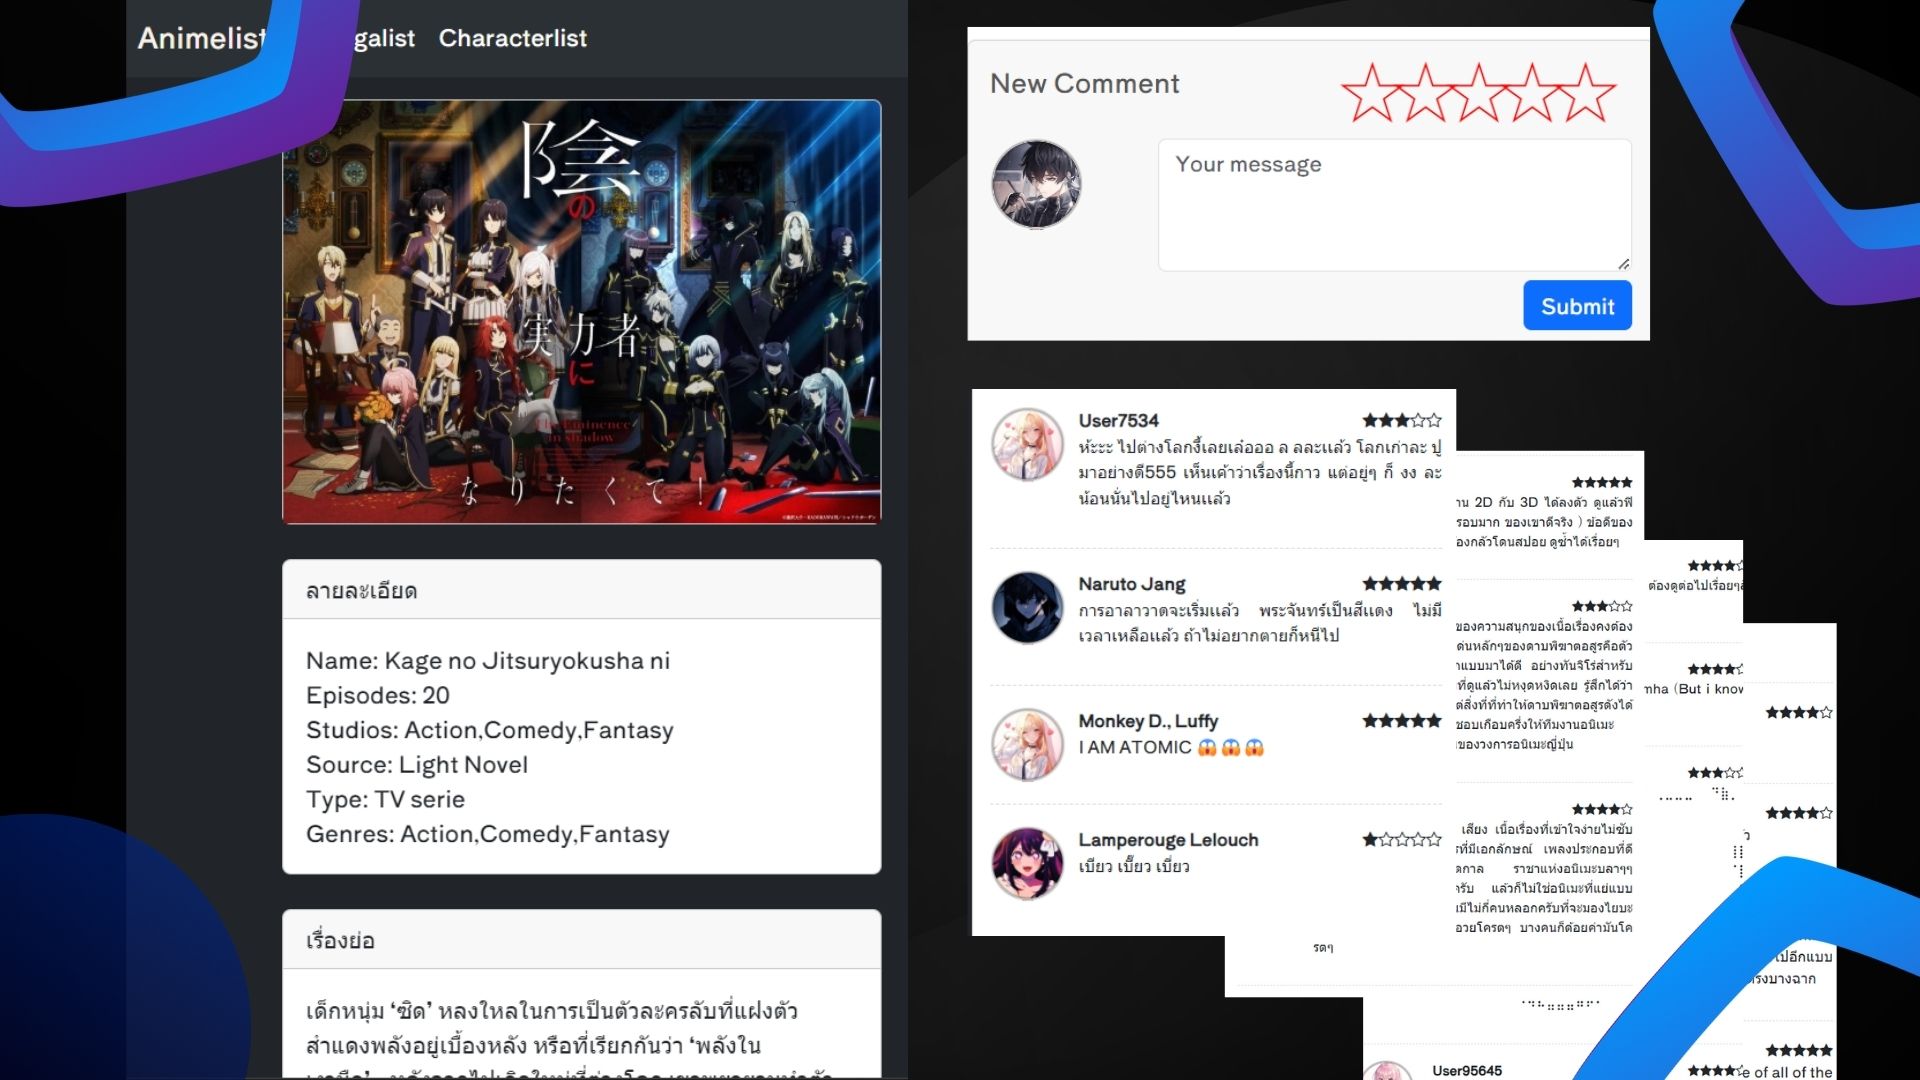 Animelist
galist
Characterlist
陰の
実力者に
The Eminence
in shadow
なりたくて！
ลายละเอียด
Name: Kage no Jitsuryokusha ni
Episodes: 20
Studios: Action,Comedy,Fantasy
Source: Light Novel
Type: TV serie
Genres: Action,Comedy,Fantasy
เรื่องย่อ
เด็กหนุ่ม ‘ซิด’ หลงใหลในการเป็นตัวละครลับที่แฝงตัว
สำแดงพลังอยู่เบื้องหลัง หรือที่เรียกกันว่า ‘พลังใน
New Comment
Your message
Submit
User7534 ★★★☆☆
ห้ะะะ ไปต่างโลกงี้เลยเล๋อออ ล ลละแล้ว โลกเก่าละ ปู
มาอย่างดี555 เห็นเค้าว่าเรื่องนี้กาว แต่อยู่ๆ ก็ งง ละ
น้อนนั่นไปอยู่ไหนแล้ว
Naruto Jang ★★★★★
การอาลาวาดจะเริ่มแล้ว พระจันทร์เป็นสีแดง ไม่มี
เวลาเหลือแล้ว ถ้าไม่อยากตายก็หนีไป
Monkey D., Luffy ★★★★★
I AM ATOMIC 😱😱😱
Lamperouge Lelouch ★☆☆☆☆
เบียว เบี๊ยว เบี่ยว
★★★★★
าน 2D กับ 3D ได้ลงตัว ดูแล้วฟิ
รอบมาก ของเขาดีจริง ) ข้อดีของ
องกลัวโดนสปอย ดูซ้ำได้เรื่อยๆ
★★★☆☆
ของความสนุกของเนื้อเรื่องคงต้อง
ด่นหลักๆของดาบพิฆาตอสูรคือตัว
าแบบมาได้ดี อย่างทันจิโร่สำหรับ
ที่ดูแล้วไม่หงุดหงิดเลย รู้สึกได้ว่า
ต่สิ่งที่ที่ทำให้ดาบพิฆาตอสูรดังได้
ชอบเกือบครึ่งให้ทีมงานอนิเมะ
ของวงการอนิเมะญี่ปุ่น
★★★★☆
เสียง เนื้อเรื่องที่เข้าใจง่ายไม่ซับ
ที่มีเอกลักษณ์ เพลงประกอบที่ดี
ดกาล ราชาแห่งอนิเมะบลาๆๆ
ครับ แล้วก็ไม่ใช่อนิเมะที่แย่แบบ
มีไม่กี่คนหลอกครับที่จะมองไยบะ
อวยโครตๆ บางคนก็ด้อยค่ามันโค
รตๆ
★★★★☆
ต้องดูต่อไปเรื่อยๆ
★★★★☆
mha (But i know
★★★☆☆
★★★★☆
★★★★☆
ไปอีกแบบ
ตรงบางฉาก
★★★★★
e of all of the
User95645 ★★★★☆